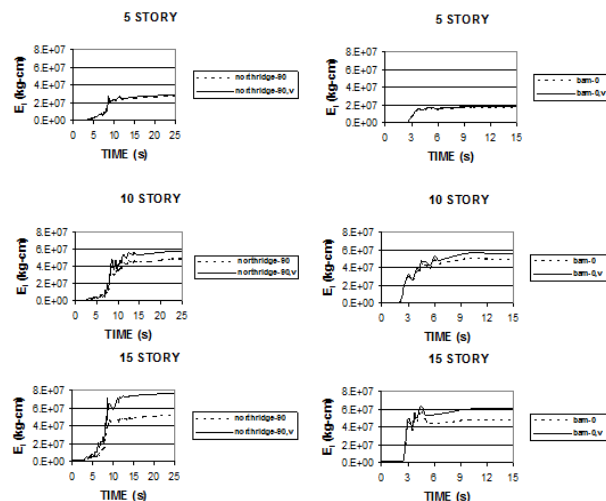 5 STORY
8.E+07
6.E+07
4.E+07
2.E+07
0.E+00
E_I (kg-cm)
0 5 10 15 20 25
TIME (s)
northridge-90
northridge-90,v
5 STORY
8.E+07
6.E+07
4.E+07
2.E+07
0.E+00
E_I (kg-cm)
0 3 6 9 12 15
TIME (s)
bam-0
bam-0,v
10 STORY
8.E+07
6.E+07
4.E+07
2.E+07
0.E+00
E_I (kg-cm)
0 5 10 15 20 25
TIME (s)
northridge-90
northridge-90,v
10 STORY
8.E+07
6.E+07
4.E+07
2.E+07
0.E+00
E_I (kg-cm)
0 3 6 9 12 15
TIME (s)
bam-0
bam-0,v
15 STORY
8.E+07
6.E+07
4.E+07
2.E+07
0.E+00
E_I (kg-cm)
0 5 10 15 20 25
TIME (s)
northridge-90
northridge-90,v
15 STORY
8.E+07
6.E+07
4.E+07
2.E+07
0.E+00
E_I (kg-cm)
0 3 6 9 12 15
TIME (s)
bam-0
bam-0,v